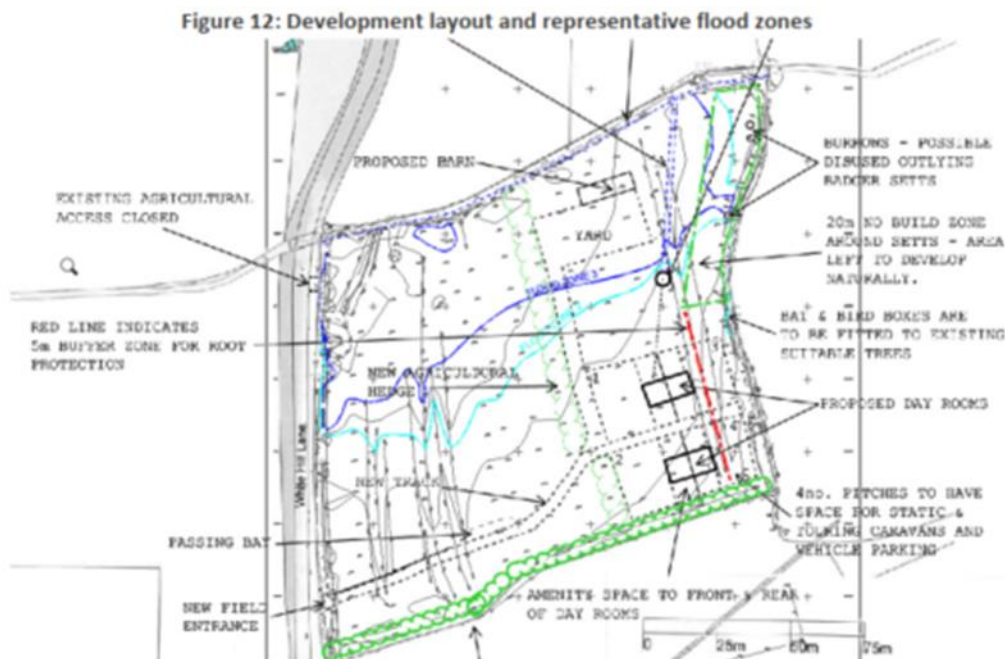 Figure 12: Development layout and representative flood zones
PROPOSED BARN
BURROWS - POSSIBLE
DISUSED OUTLYING
BADGER SETTS
EXISTING AGRICULTURAL
ACCESS CLOSED
YARD
20m NO BUILD ZONE
AROUND SETTS - AREA
LEFT TO DEVELOP
NATURALLY.
RED LINE INDICATES
5m BUFFER ZONE FOR ROOT
PROTECTION
BAT & BIRD BOXES ARE
TO BE FITTED TO EXISTING
SUITABLE TREES
NEW AGRICULTURAL
HEDGE
PROPOSED DAY ROOMS
White Hill Lane
NEW TRACK
4no. PITCHES TO HAVE
SPACE FOR STATIC &
TOURING CARAVANS AND
VEHICLE PARKING
PASSING BAY
NEW FIELD
ENTRANCE
AMENITY SPACE TO FRONT & REAR
OF DAY ROOMS
0 25m 50m 75m